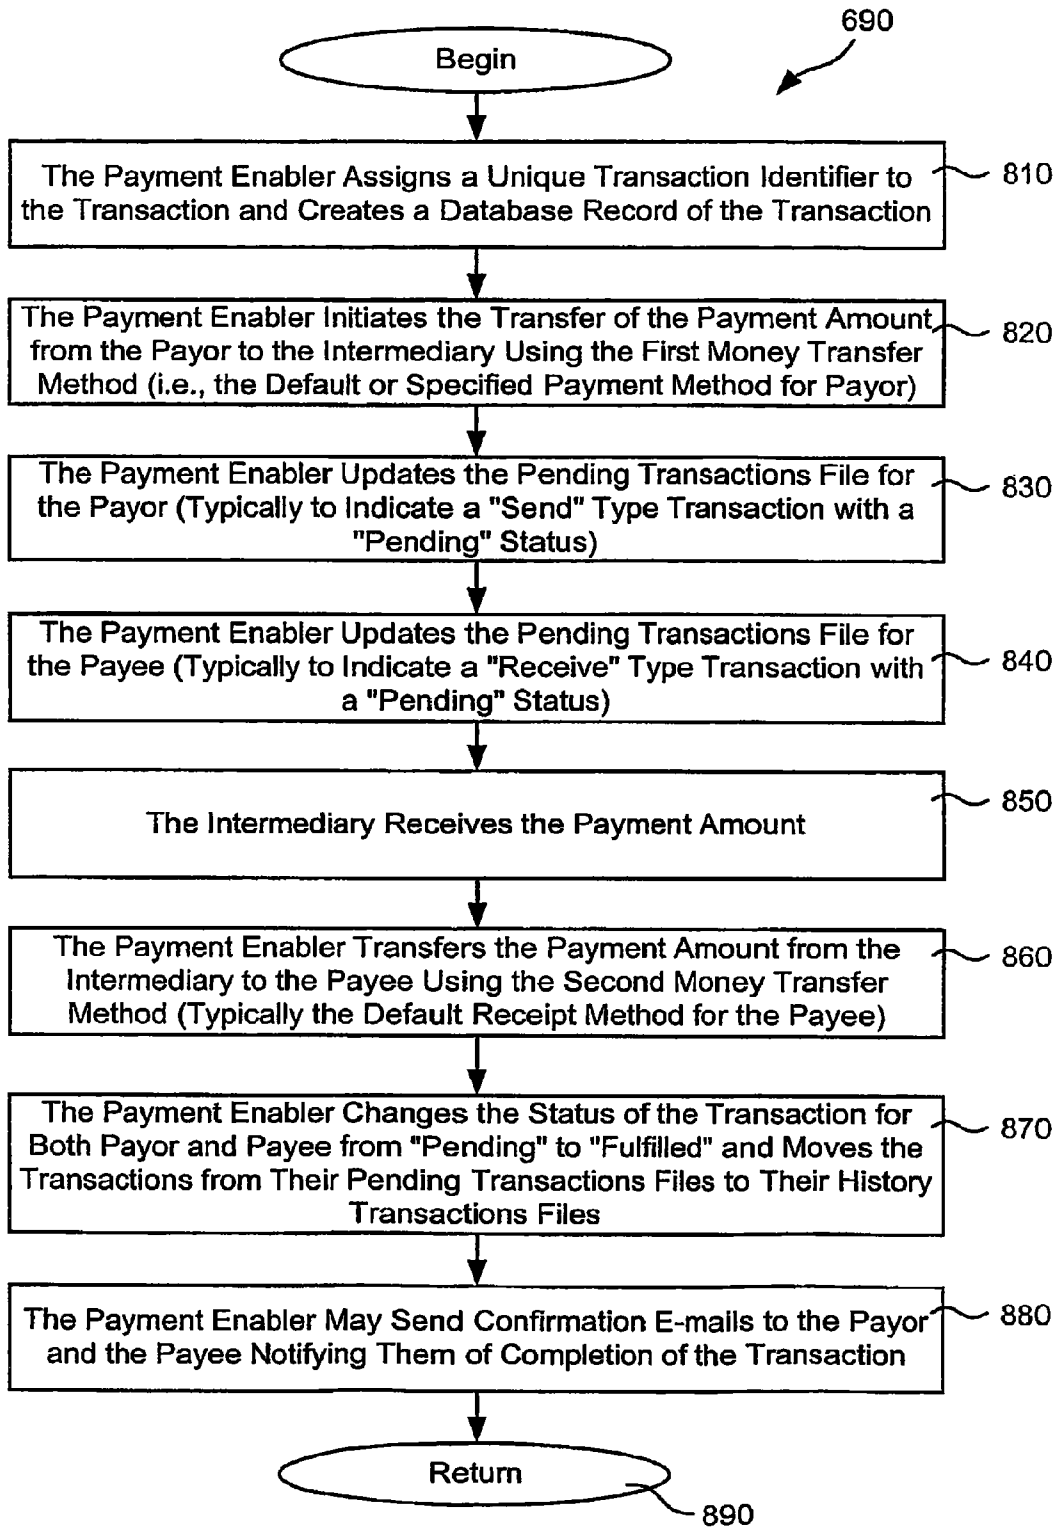 690
Begin
The Payment Enabler Assigns a Unique Transaction Identifier to
the Transaction and Creates a Database Record of the Transaction
810
The Payment Enabler Initiates the Transfer of the Payment Amount
from the Payor to the Intermediary Using the First Money Transfer
Method (i.e., the Default or Specified Payment Method for Payor)
820
The Payment Enabler Updates the Pending Transactions File for
the Payor (Typically to Indicate a "Send" Type Transaction with a
"Pending" Status)
830
The Payment Enabler Updates the Pending Transactions File for
the Payee (Typically to Indicate a "Receive" Type Transaction with
a "Pending" Status)
840
The Intermediary Receives the Payment Amount
850
The Payment Enabler Transfers the Payment Amount from the
Intermediary to the Payee Using the Second Money Transfer
Method (Typically the Default Receipt Method for the Payee)
860
The Payment Enabler Changes the Status of the Transaction for
Both Payor and Payee from "Pending" to "Fulfilled" and Moves the
Transactions from Their Pending Transactions Files to Their History
Transactions Files
870
The Payment Enabler May Send Confirmation E-mails to the Payor
and the Payee Notifying Them of Completion of the Transaction
880
Return
890